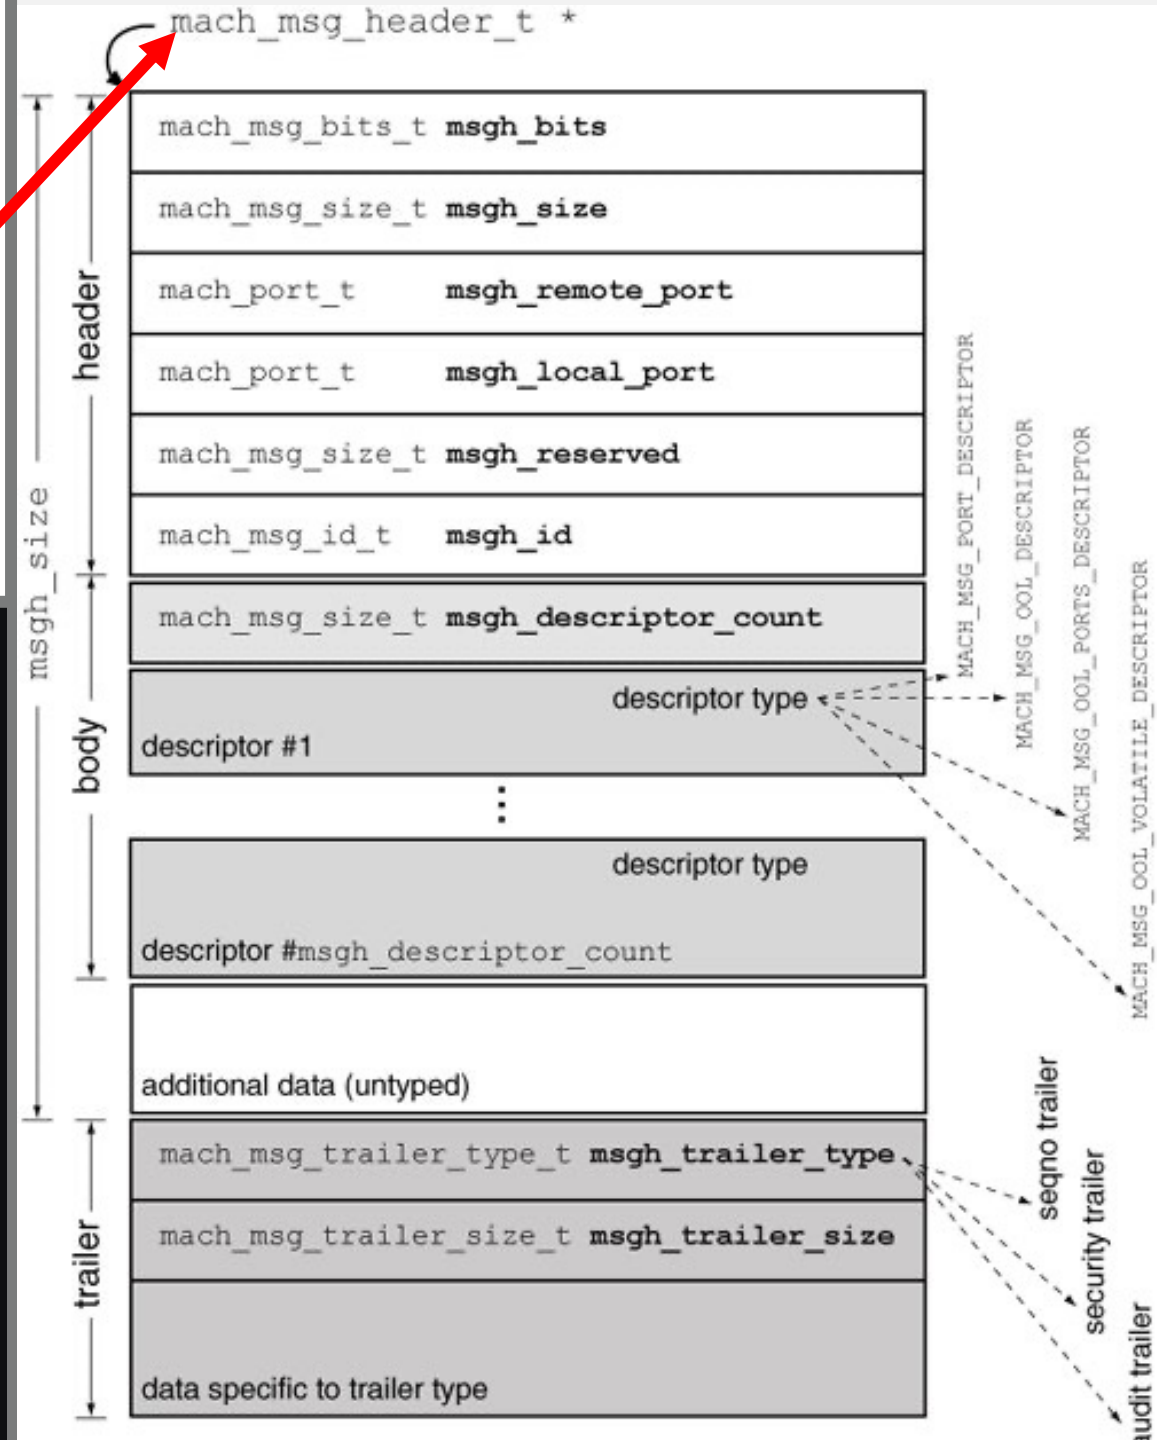 mach_msg_header_t *
mach_msg_bits_t msgh_bits
mach_msg_size_t msgh_size
mach_port_t msgh_remote_port
mach_port_t msgh_local_port
mach_msg_size_t msgh_reserved
mach_msg_id_t msgh_id
header
msgh_size
mach_msg_size_t msgh_descriptor_count
descriptor type
descriptor #1
body
descriptor type
descriptor #msgh_descriptor_count
additional data (untyped)
MACH_MSG_PORT_DESCRIPTOR
MACH_MSG_OOL_DESCRIPTOR
MACH_MSG_OOL_PORTS_DESCRIPTOR
MACH_MSG_OOL_VOLATILE_DESCRIPTOR
mach_msg_trailer_type_t msgh_trailer_type
mach_msg_trailer_size_t msgh_trailer_size
data specific to trailer type
trailer
seqno trailer
security trailer
audit trailer